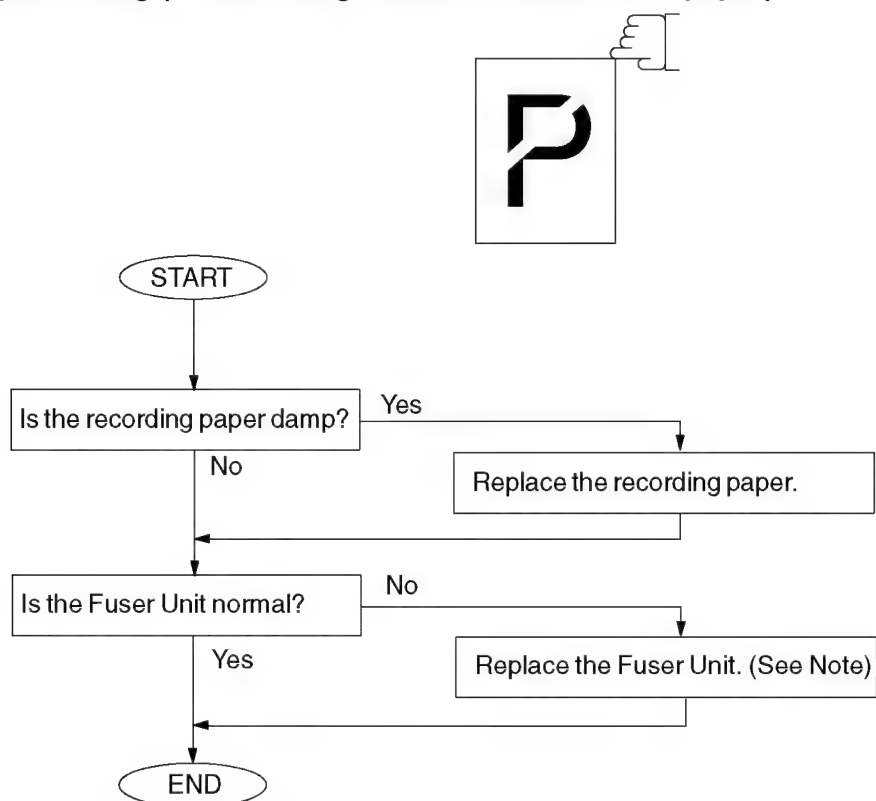 P
START
Is the recording paper damp?
Yes
No
Replace the recording paper.
Is the Fuser Unit normal?
No
Yes
Replace the Fuser Unit. (See Note)
END